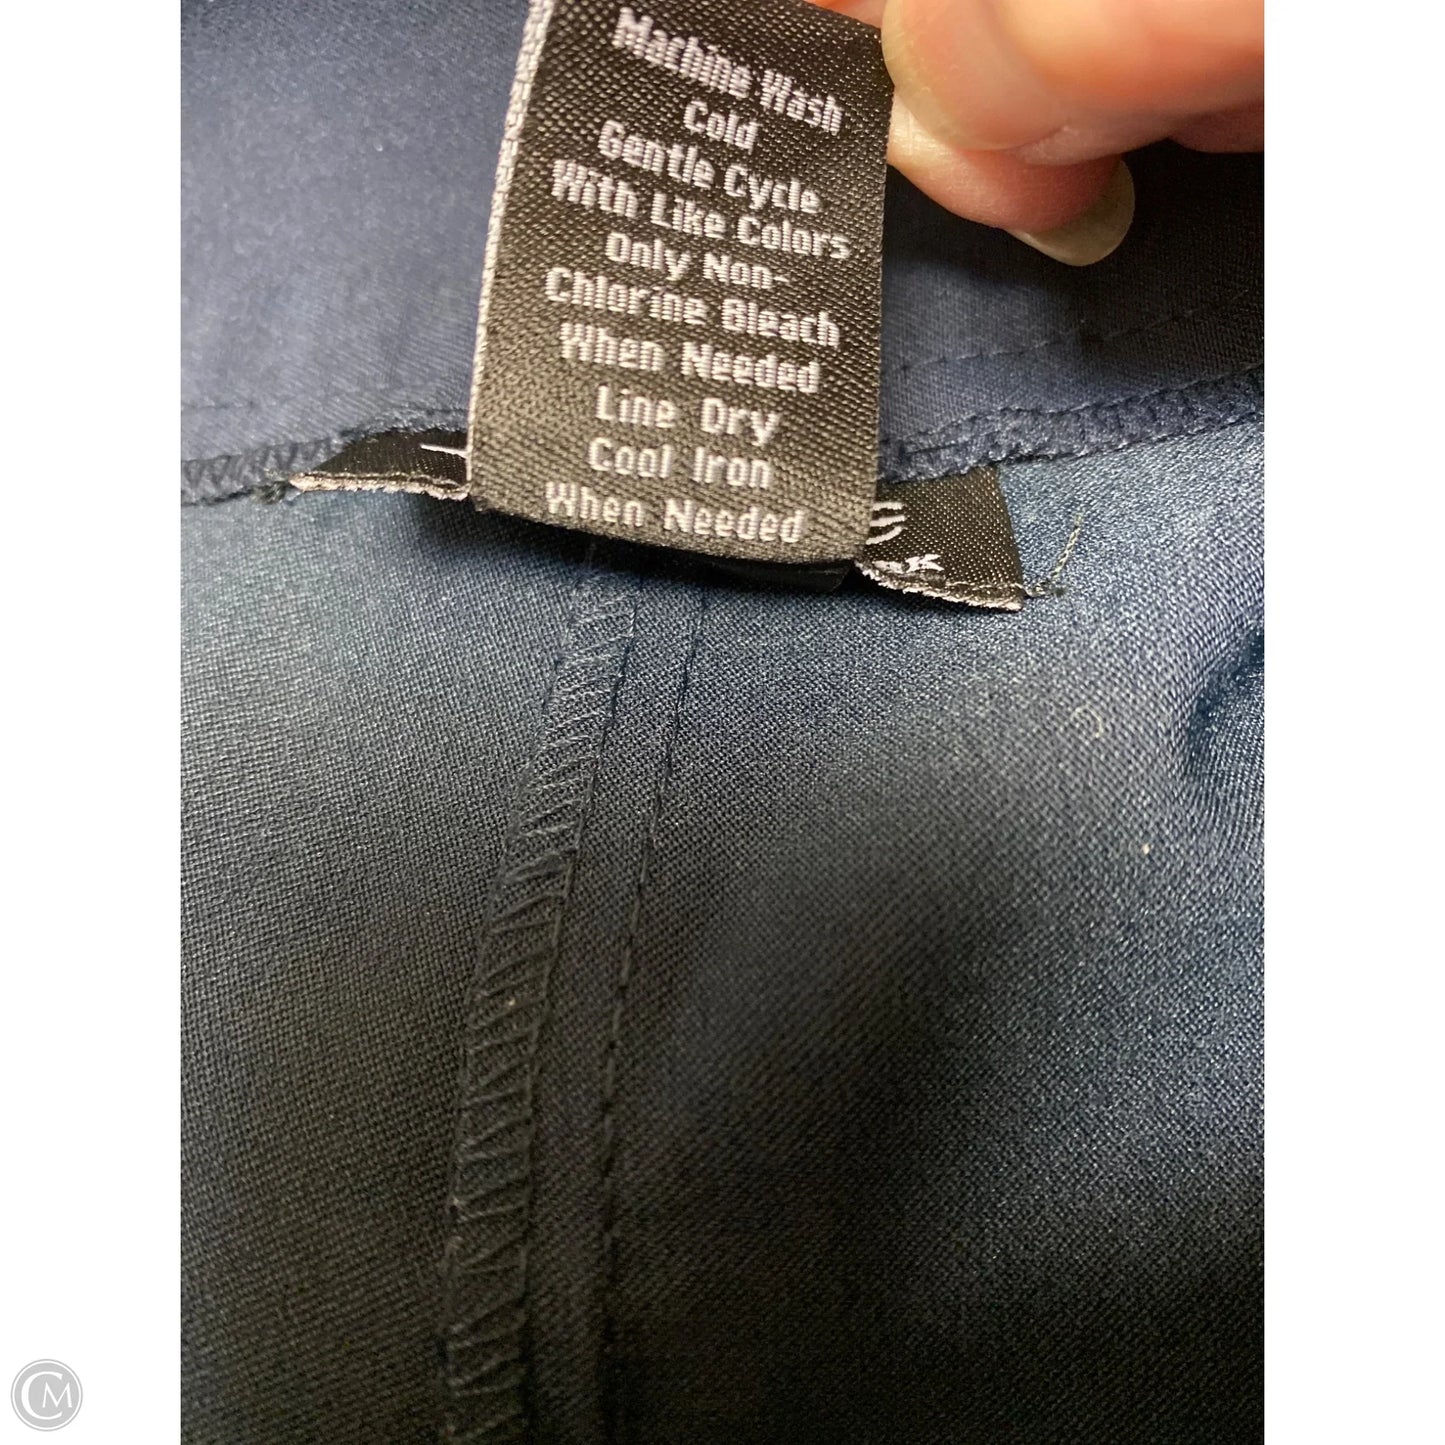 Machine Wash
Cold
Gentle Cycle
With Like Colors
Only Non-
Chlorine Bleach
When Needed
Line Dry
Cool Iron
When Needed
CM